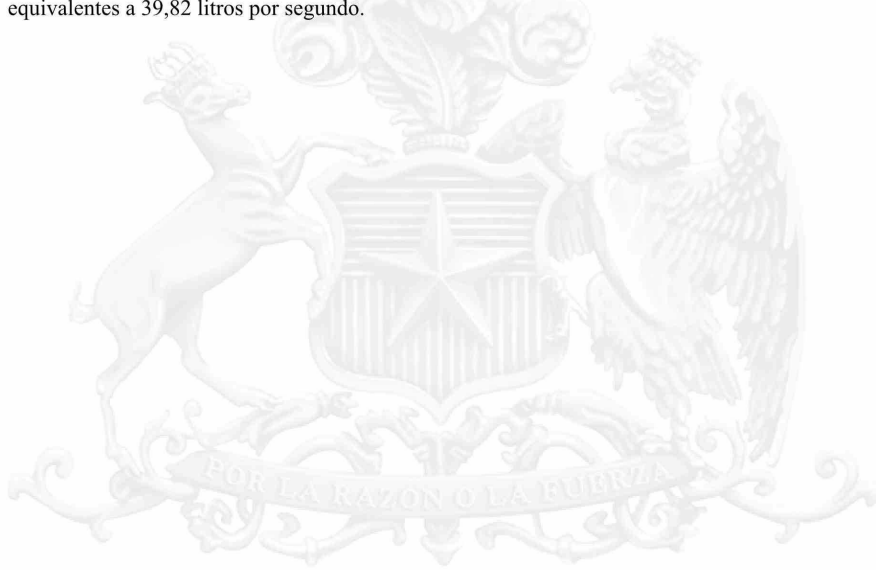 equivalentes a 39,82 litros por segundo.
POR LA RAZON O LA FUERZA